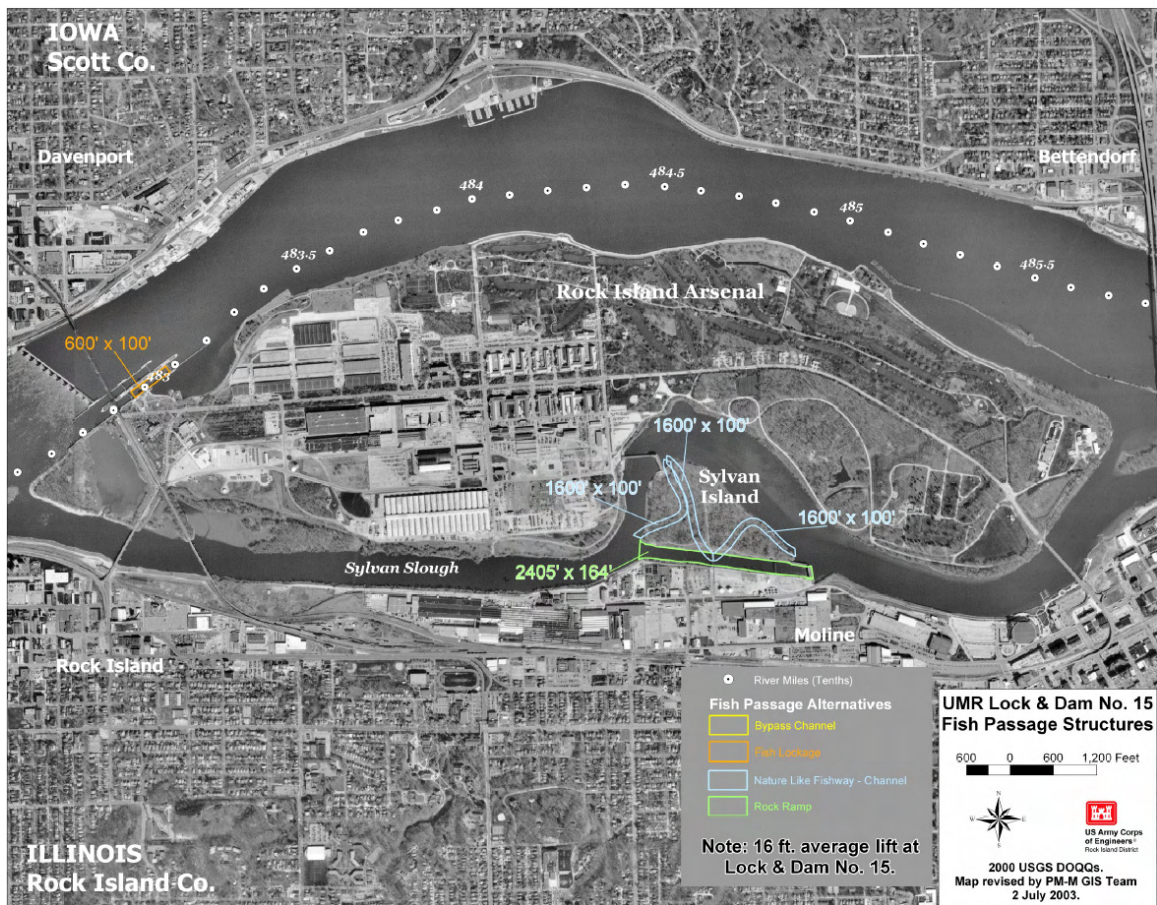 IOWA
Scott Co.
Davenport
Bettendorf
484
484.5
485
483.5
485.5
Rock Island Arsenal
600' x 100'
483
1600' x 100'
Sylvan
Island
1600' x 100'
1600' x 100'
Sylvan Slough
2405' x 164'
Moline
Rock Island
River Miles (Tenths)
Fish Passage Alternatives
Bypass Channel
Fish Lockage
Nature Like Fishway - Channel
Rock Ramp
Note: 16 ft. average lift at
Lock & Dam No. 15.
UMR Lock & Dam No. 15
Fish Passage Structures
600 0 600 1,200 Feet
N
W E
S
US Army Corps
of Engineers®
Rock Island District
2000 USGS DOQQs.
Map revised by PM-M GIS Team
2 July 2003.
ILLINOIS
Rock Island Co.